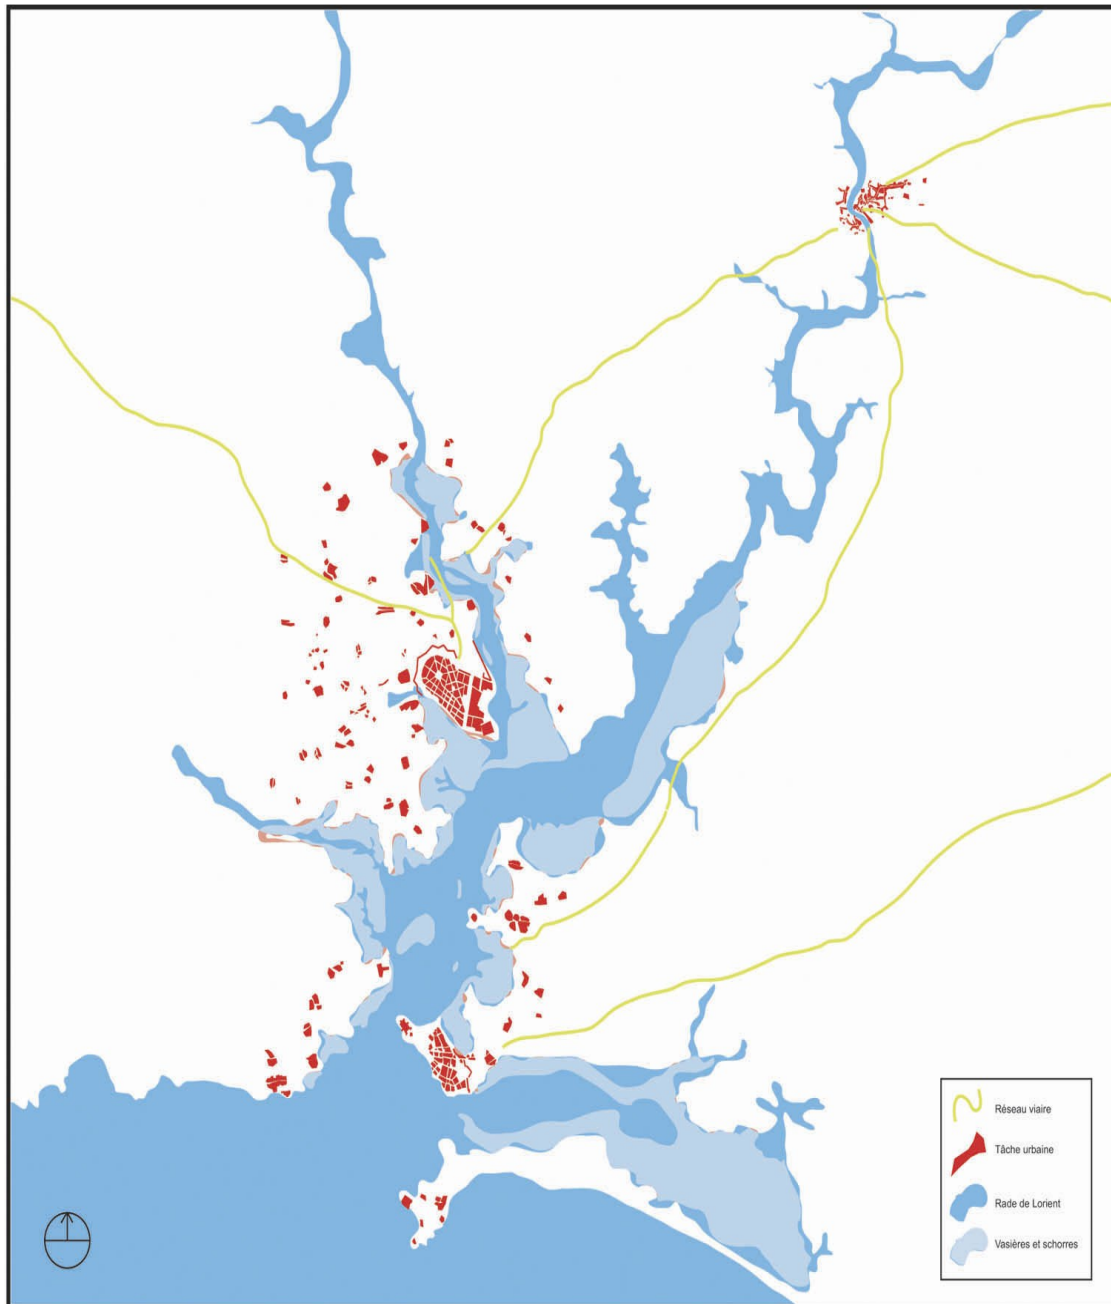 Réseau viaire
Tâche urbaine
Rade de Lorient
Vasières et schorres